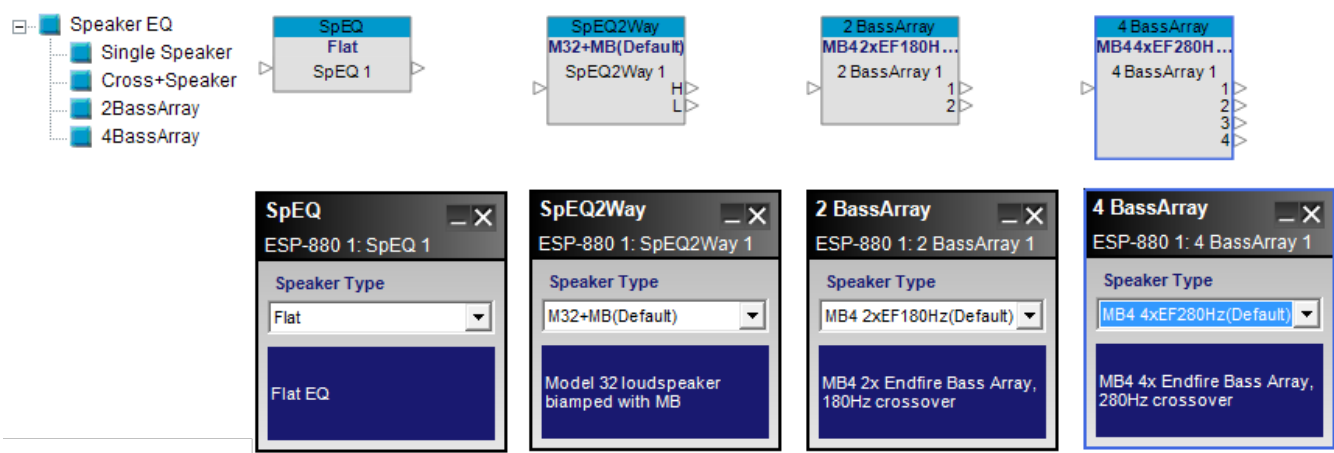 Speaker EQ
Single Speaker
Cross+Speaker
2BassArray
4BassArray
SpEQ
Flat
SpEQ 1
SpEQ2Way
M32+MB(Default)
SpEQ2Way 1
H
L
2 BassArray
MB42xEF180H...
2 BassArray 1
1
2
4 BassArray
MB44xEF280H...
4 BassArray 1
1
2
3
4
SpEQ
ESP-880 1: SpEQ 1
Speaker Type
Flat
Flat EQ
SpEQ2Way
ESP-880 1: SpEQ2Way 1
Speaker Type
M32+MB(Default)
Model 32 loudspeaker
biamped with MB
2 BassArray
ESP-880 1: 2 BassArray 1
Speaker Type
MB4 2xEF180Hz(Default)
MB4 2x Endfire Bass Array,
180Hz crossover
4 BassArray
ESP-880 1: 4 BassArray 1
Speaker Type
MB4 4xEF280Hz(Default)
MB4 4x Endfire Bass Array,
280Hz crossover